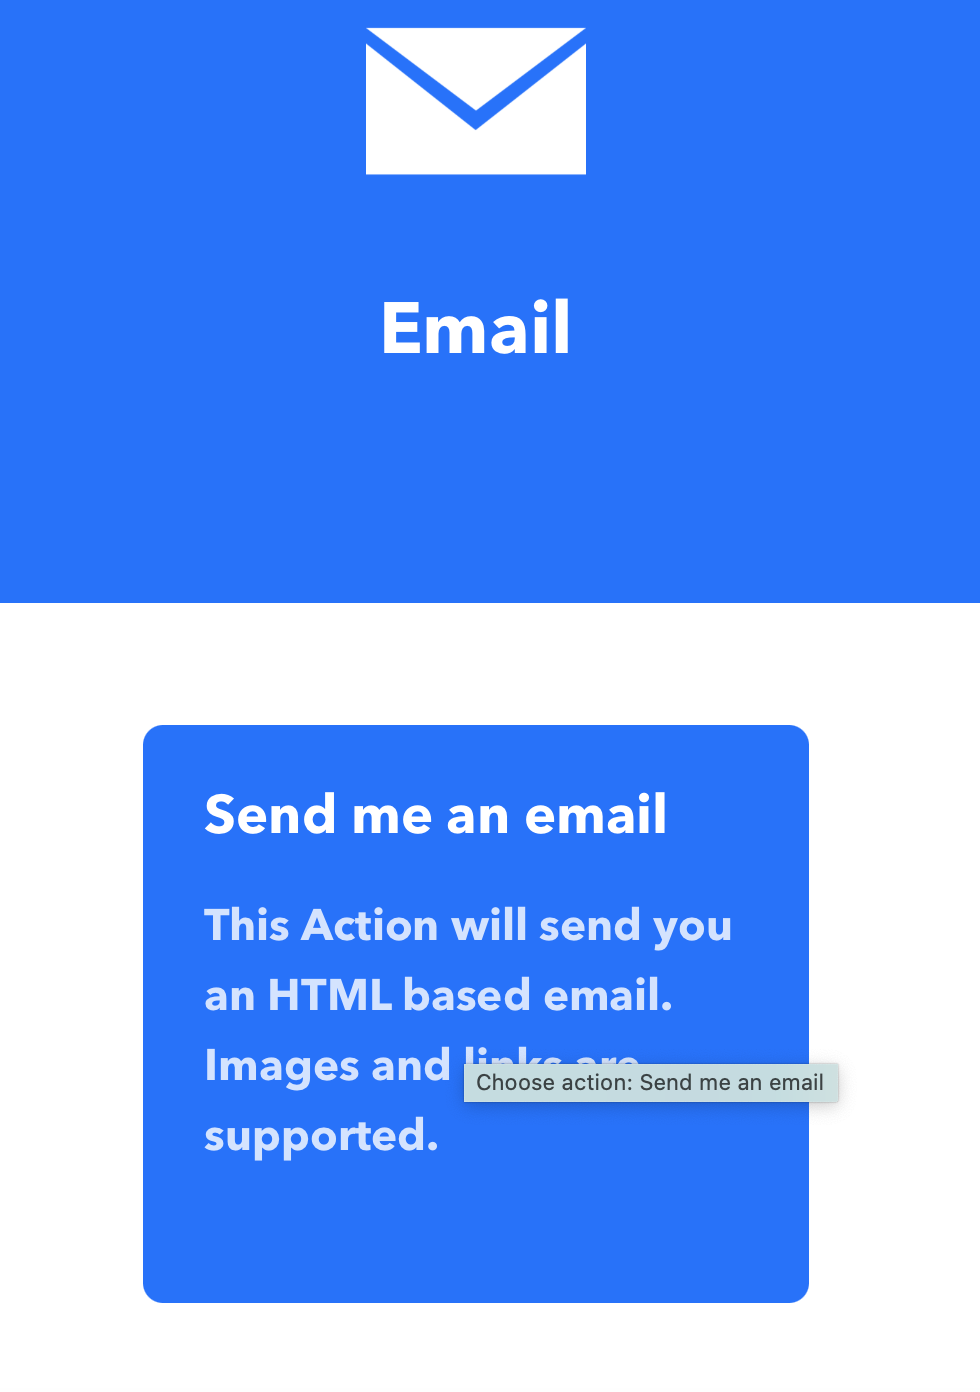 Email
Send me an email
This Action will send you
an HTML based email.
Images and links are
Choose action: Send me an email
supported.